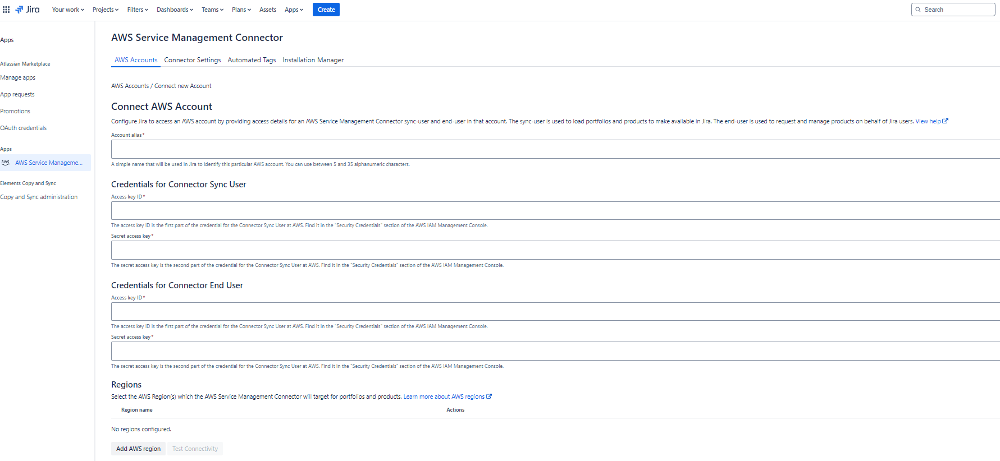 Jira Your work Projects Filters Dashboards Teams Plans Assets Apps Create Search
Apps
Atlassian Marketplace
Manage apps
App requests
Promotions
OAuth credentials
Apps
aws AWS Service Manageme...
Elements Copy and Sync
Copy and Sync administration
AWS Service Management Connector
AWS Accounts Connector Settings Automated Tags Installation Manager
AWS Accounts / Connect new Account
Connect AWS Account
Configure Jira to access an AWS account by providing access details for an AWS Service Management Connector sync-user and end-user in that account. The sync-user is used to load portfolios and products to make available in Jira. The end-user is used to request and manage products on behalf of Jira users. View help
Account alias*
A simple name that will be used in Jira to identify this particular AWS account. You can use between 5 and 35 alphanumeric characters.
Credentials for Connector Sync User
Access key ID*
The access key ID is the first part of the credential for the Connector Sync User at AWS. Find it in the "Security Credentials" section of the AWS IAM Management Console.
Secret access key*
The secret access key is the second part of the credential for the Connector Sync User at AWS. Find it in the "Security Credentials" section of the AWS IAM Management Console.
Credentials for Connector End User
Access key ID*
The access key ID is the first part of the credential for the Connector Sync User at AWS. Find it in the "Security Credentials" section of the AWS IAM Management Console.
Secret access key*
The secret access key is the second part of the credential for the Connector Sync User at AWS. Find it in the "Security Credentials" section of the AWS IAM Management Console.
Regions
Select the AWS Region(s) which the AWS Service Management Connector will target for portfolios and products. Learn more about AWS regions
Region name Actions
No regions configured.
Add AWS region Test Connectivity